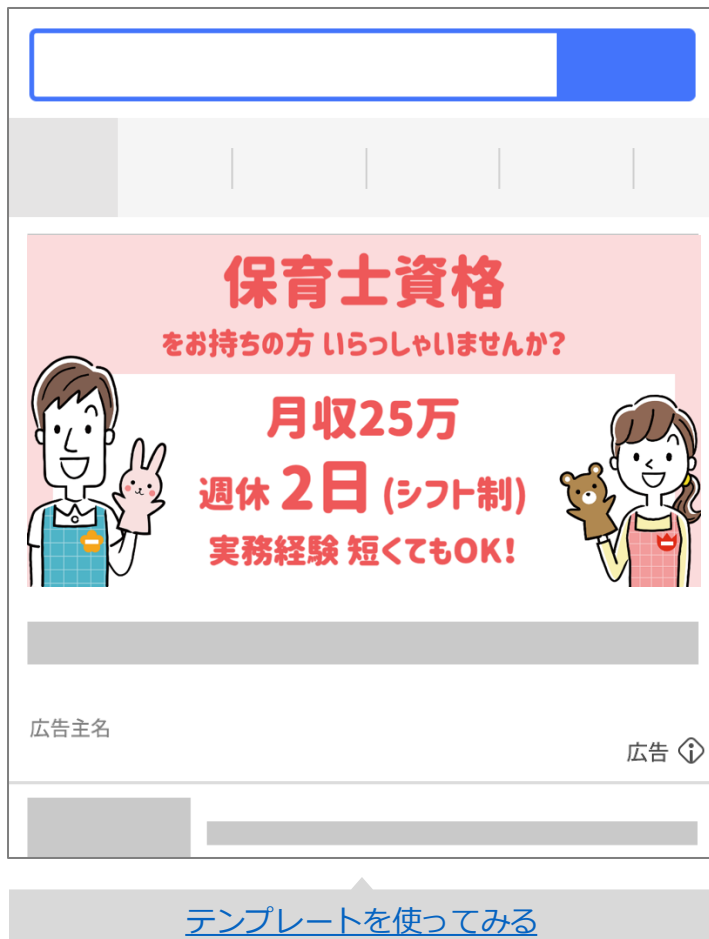 保育士資格
をお持ちの方 いらっしゃいませんか?
月収25万
週休 2日 (シフト制)
実務経験 短くてもOK!
広告主名
広告
テンプレートを使ってみる